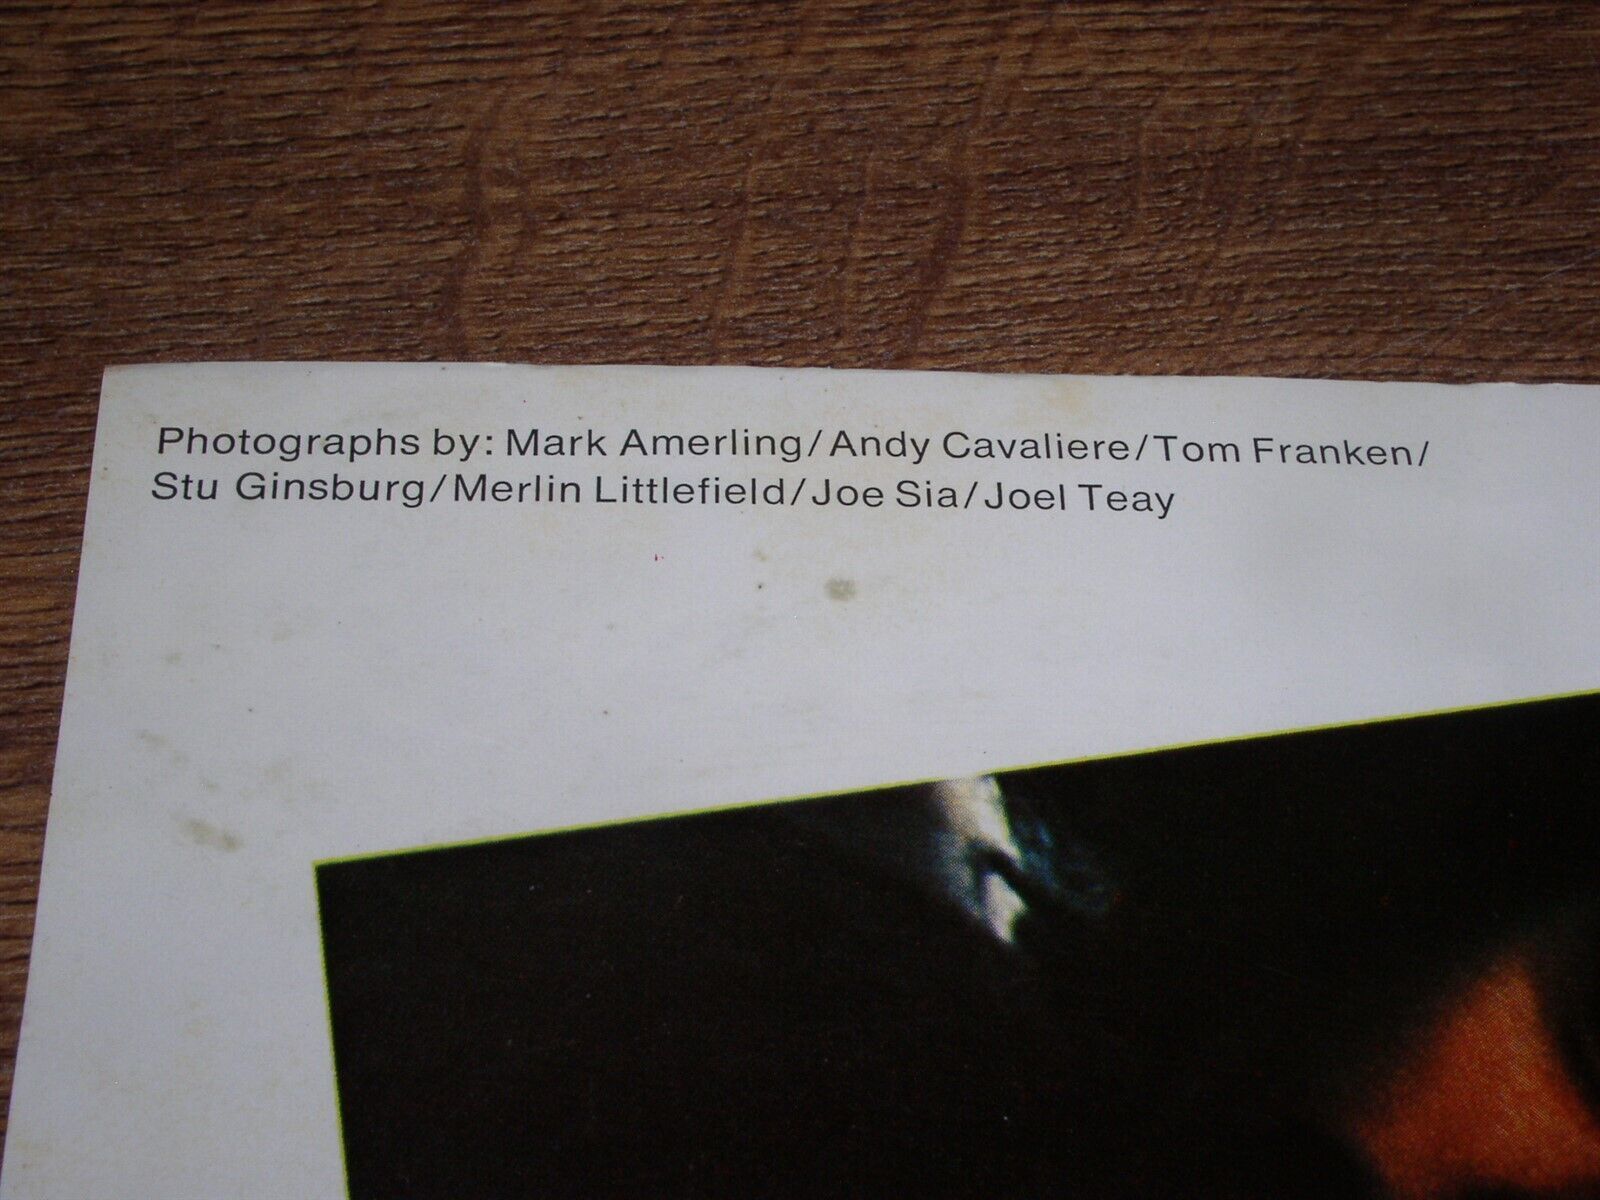 Photographs by: Mark Amerling/Andy Cavaliere/Tom Franken/
Stu Ginsburg/Merlin Littlefield/Joe Sia/Joel Teay